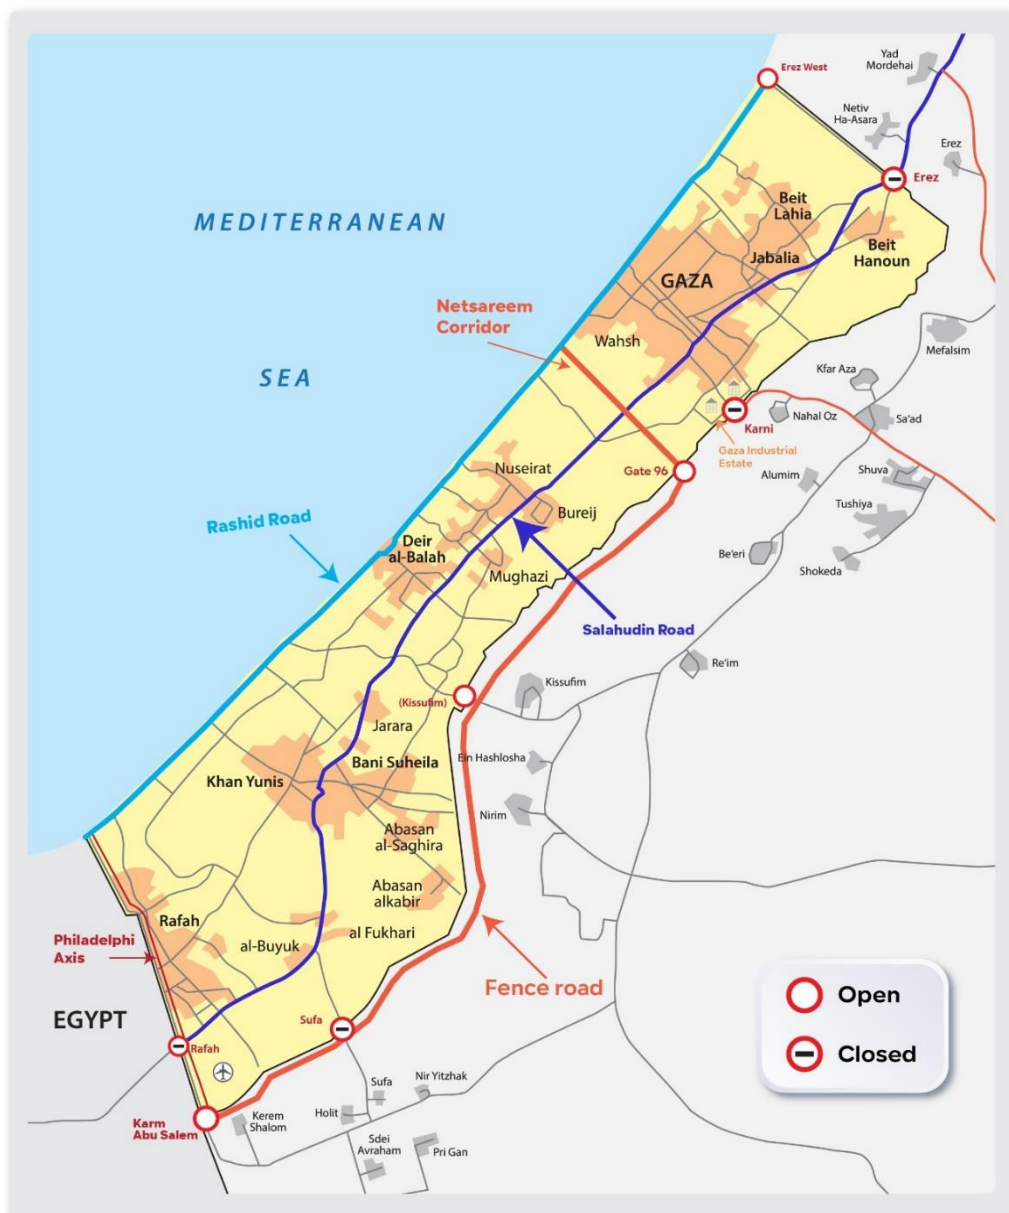 Erez West
Yad
Mordehai
Netiv
Ha-Asara
Erez
Erez
MEDITERRANEAN
SEA
Beit
Lahia
Jabalia
Beit
Hanoun
GAZA
Netsareem
Corridor
Wahsh
Mefalsim
Kfar Aza
Nahal Oz
Sa'ad
Karni
Gaza Industrial
Estate
Gate 96
Alumim
Shuva
Tushiya
Nuseirat
Bureij
Rashid Road
Deir
al-Balah
Mughazi
Be'eri
Shokeda
Salahudin Road
Re'im
Kissufim
(Kissufim)
Jarara
Bani Suheila
Ein Hashlosha
Khan Yunis
Nirim
Abasan
al-Saghira
Abasan
alkabir
Rafah
al Fukhari
al-Buyuk
Philadelphi
Axis
Fence road
EGYPT
Sufa
Rafah
Open
Closed
Karm
Abu Salem
Kerem
Shalom
Holit
Sufa
Nir Yitzhak
Sdei
Avraham
Pri Gan